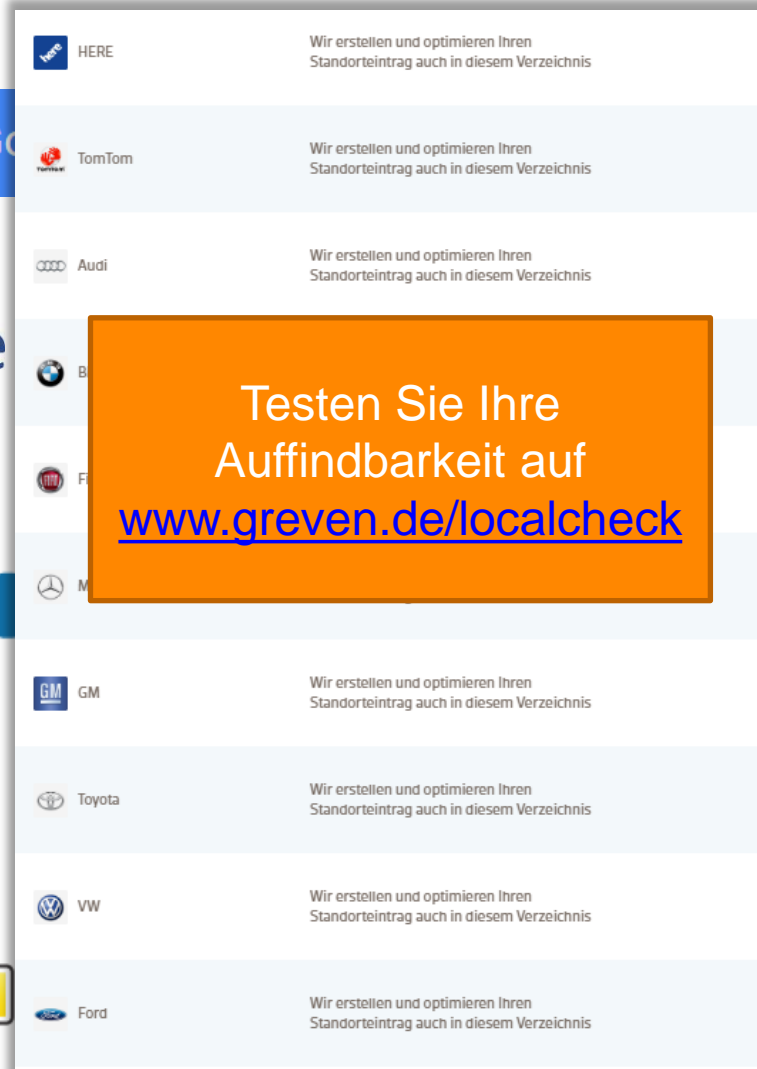 HERE
Wir erstellen und optimieren Ihren
Standorteintrag auch in diesem Verzeichnis
TomTom
Wir erstellen und optimieren Ihren
Standorteintrag auch in diesem Verzeichnis
Audi
Wir erstellen und optimieren Ihren
Standorteintrag auch in diesem Verzeichnis
Testen Sie Ihre
Auffindbarkeit auf
www.greven.de/localcheck
GM
GM
Wir erstellen und optimieren Ihren
Standorteintrag auch in diesem Verzeichnis
Toyota
Wir erstellen und optimieren Ihren
Standorteintrag auch in diesem Verzeichnis
VW
Wir erstellen und optimieren Ihren
Standorteintrag auch in diesem Verzeichnis
Ford
Wir erstellen und optimieren Ihren
Standorteintrag auch in diesem Verzeichnis